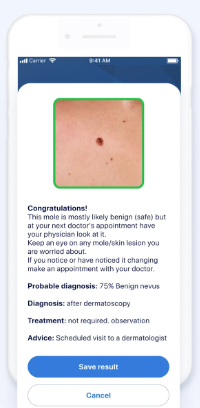 Carrier 9:41 AM
Congratulations!
This mole is mostly likely benign (safe) but
at your next doctor's appointment have
your physician look at it.
Keep an eye on any mole/skin lesion you
are worried about.
If you notice or have noticed it changing
make an appointment with your doctor.
Probable diagnosis: 75% Benign nevus
Diagnosis: after dermatoscopy
Treatment: not required, observation
Advice: Scheduled visit to a dermatologist
Save result
Cancel